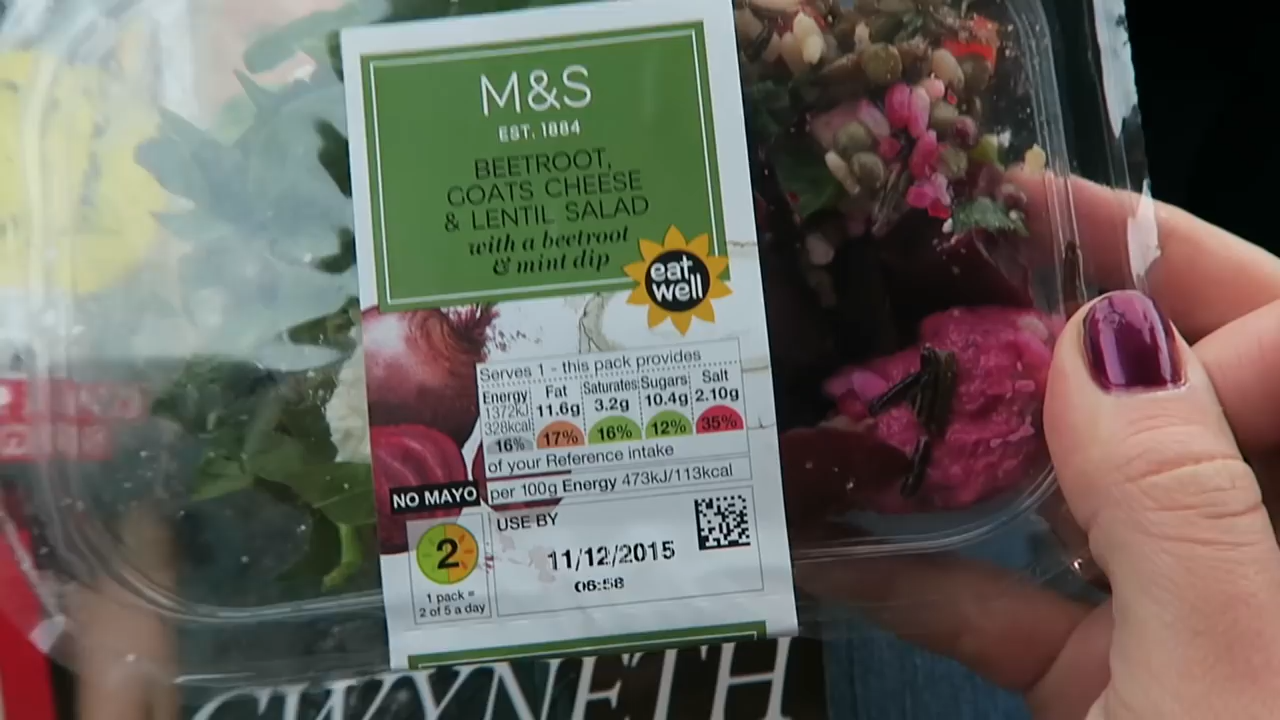 M&S
EST. 1884
BEETROOT,
GOATS CHEESE
& LENTIL SALAD
with a beetroot
& mint dip
eat
well
Serves 1 - this pack provides
Energy Fat Saturates Sugars Salt
1372kJ 11.6g 3.2g 10.4g 2.10g
328kcal
16% 17% 16% 12% 35%
of your Reference intake
per 100g Energy 473kJ/113kcal
NO MAYO
USE BY
2
11/12/2015
06:58
1 pack =
2 of 5 a day
GWYNETH